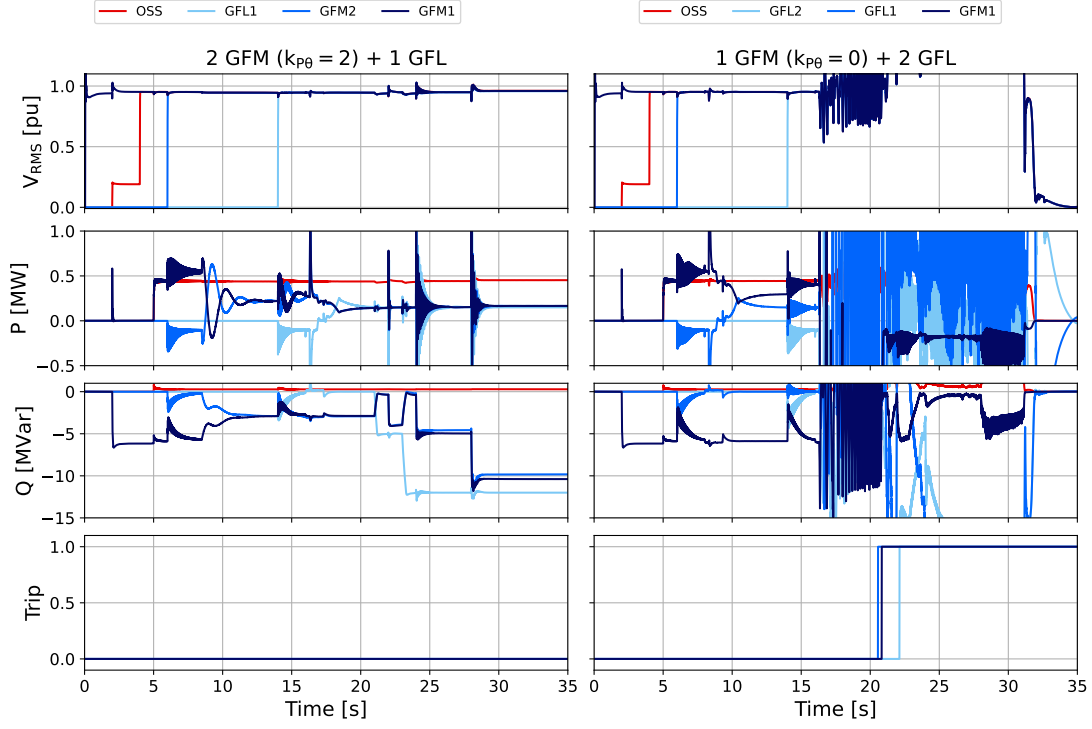 OSS GFL1 GFM2 GFM1
OSS GFL2 GFL1 GFM1
2 GFM (kPθ = 2) + 1 GFL
1 GFM (kPθ = 0) + 2 GFL
VRMS [pu]
1.0
0.5
0.0
P [MW]
1.0
0.5
0.0
−0.5
Q [MVar]
0
−5
−10
−15
Trip
1.0
0.5
0.0
0 5 10 15 20 25 30 35
0 5 10 15 20 25 30 35
Time [s]
Time [s]